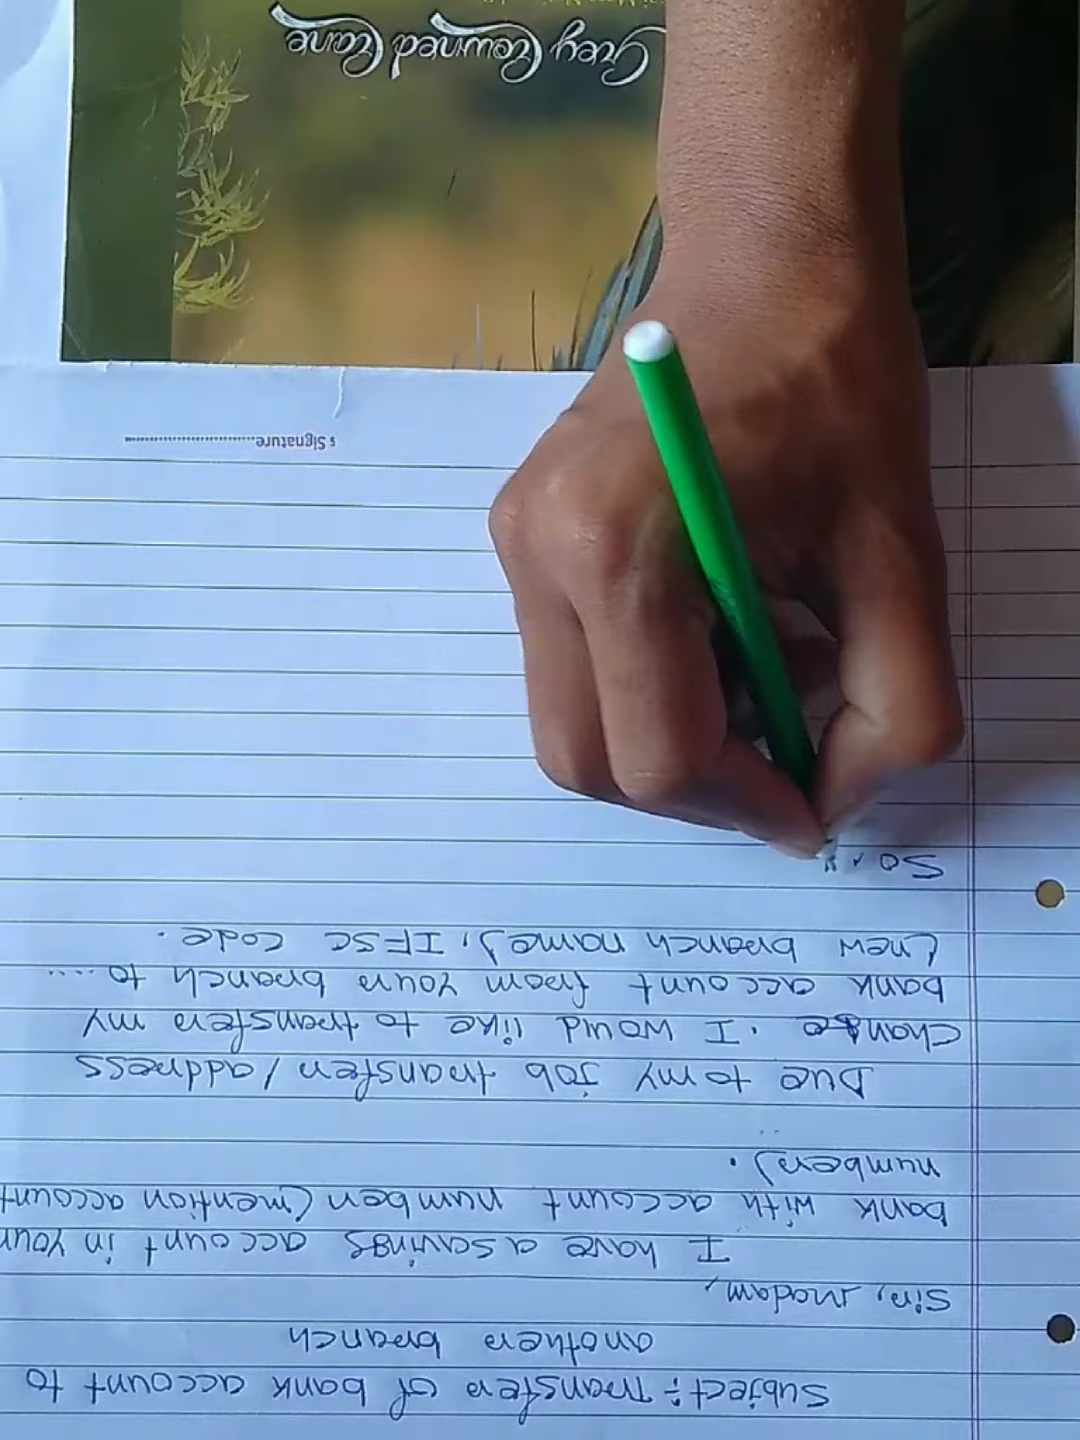 Subject:- Transfer of bank account to
another branch
Sir, madam,
I have a savings account in your
bank with account number (mention account
number).
Due to my job transfer / address
change. I would like to transfer my
bank account from your branch to.....
(new branch name), IFSC code.
So,
s Signature
Grey Crowned Crane